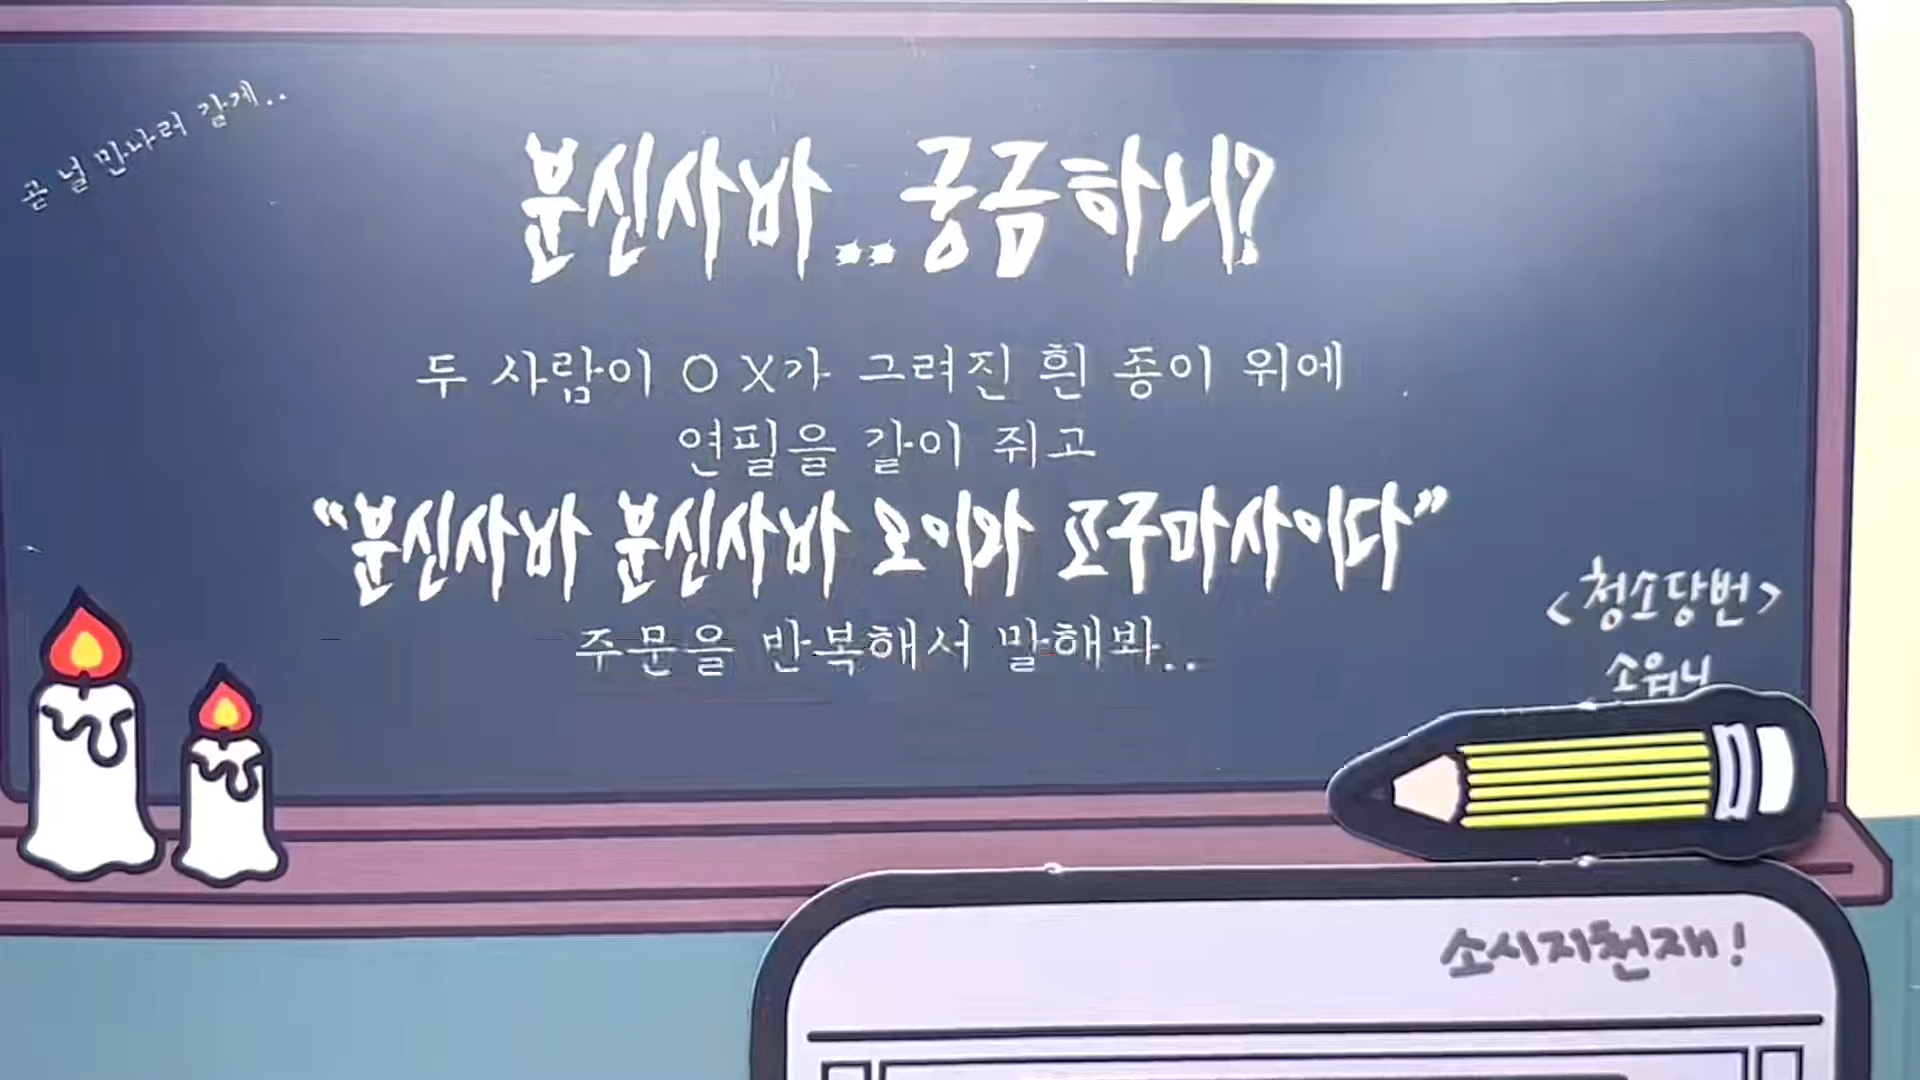 곧 널 만나러 갈게..
분신사바..궁금하니?
두 사람이 O X가 그려진 흰 종이 위에
연필을 같이 쥐고
“분신사바 분신사바 오이와 고구마사이다”
주문을 반복해서 말해봐..
<청소당번>
소시지천재!